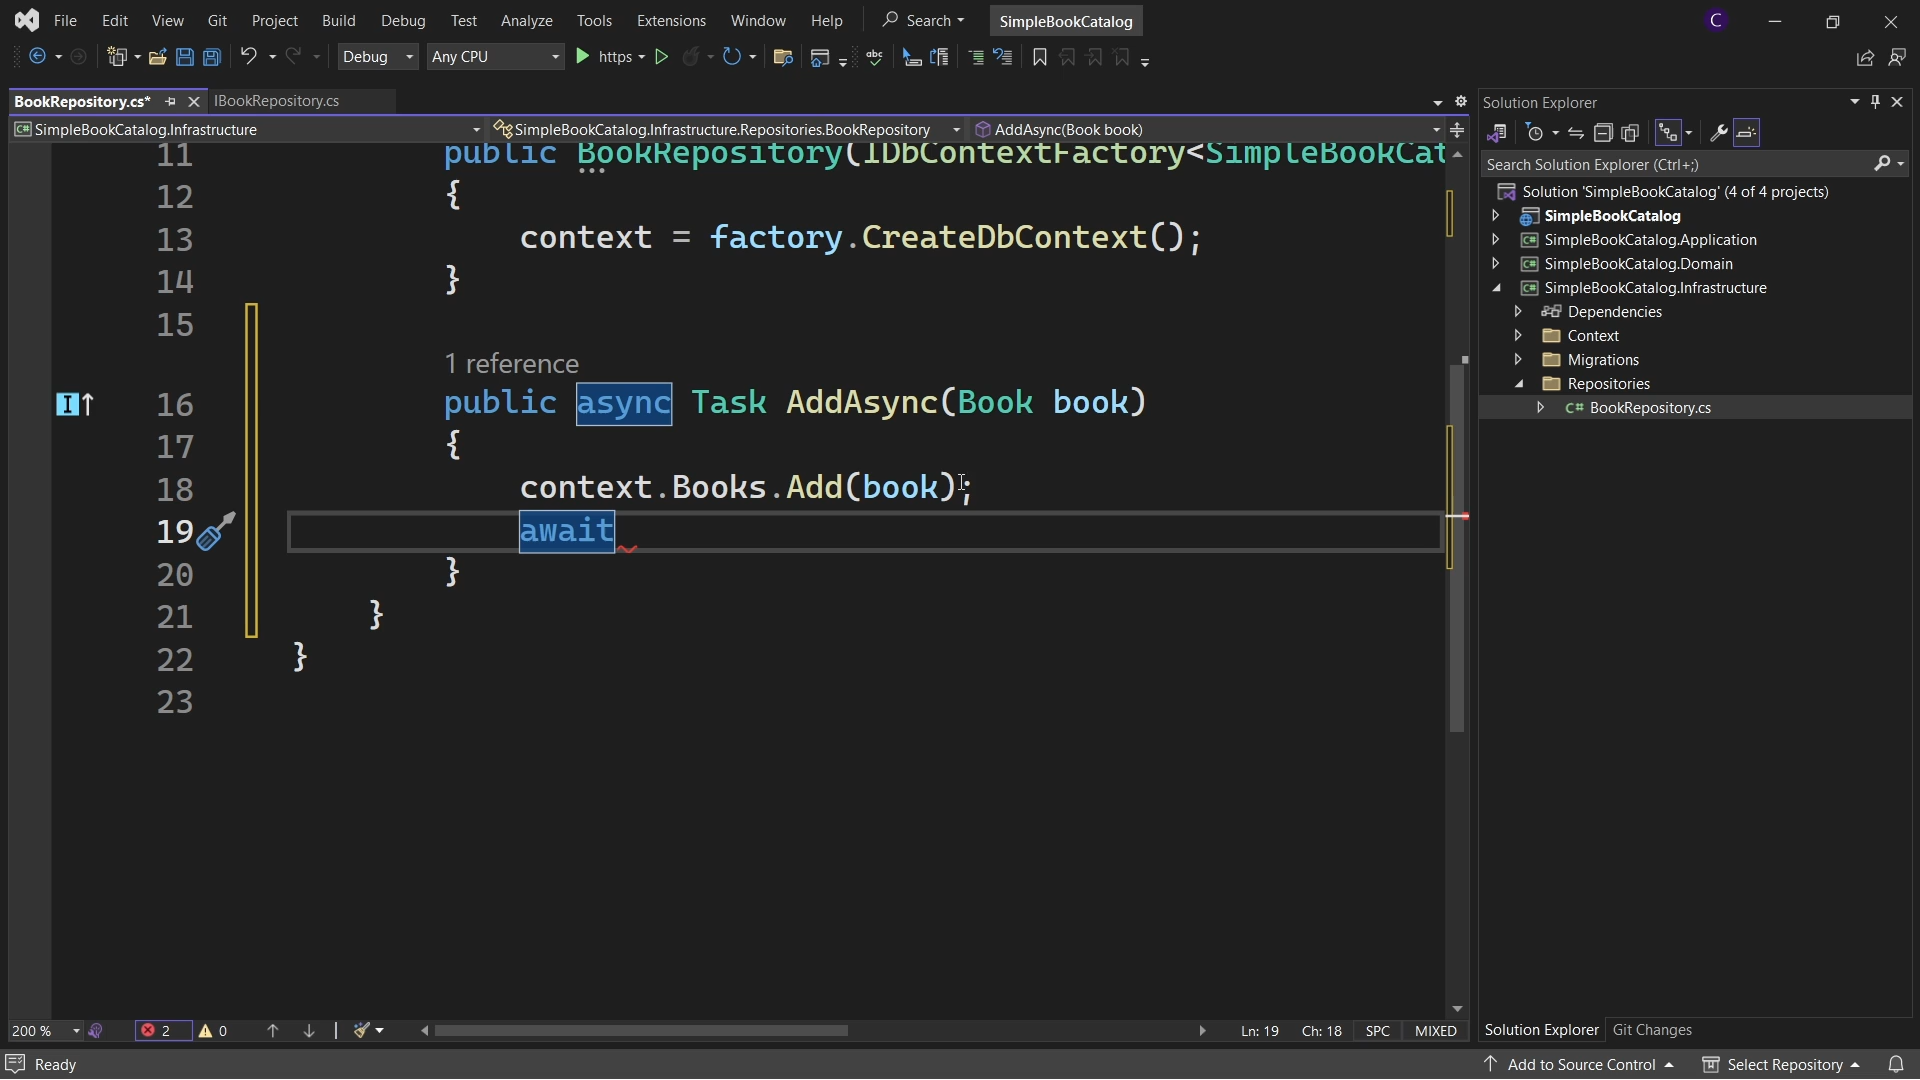 File Edit View Git Project Build Debug Test Analyze Tools Extensions Window Help Search SimpleBookCatalog C
Debug Any CPU https
BookRepository.cs* IBookRepository.cs
SimpleBookCatalog.Infrastructure SimpleBookCatalog.Infrastructure.Repositories.BookRepository AddAsync(Book book)
11 public BookRepository(IDbContextFactory<SimpleBookCat
12 {
13 context = factory.CreateDbContext();
14 }
15
1 reference
16 public async Task AddAsync(Book book)
17 {
18 context.Books.Add(book);
19 await
20 }
21 }
22 }
23
200 % 2 0 Ln: 19 Ch: 18 SPC MIXED
Solution Explorer
Search Solution Explorer (Ctrl+;)
Solution 'SimpleBookCatalog' (4 of 4 projects)
SimpleBookCatalog
SimpleBookCatalog.Application
SimpleBookCatalog.Domain
SimpleBookCatalog.Infrastructure
Dependencies
Context
Migrations
Repositories
C# BookRepository.cs
Solution Explorer Git Changes
Ready Add to Source Control Select Repository